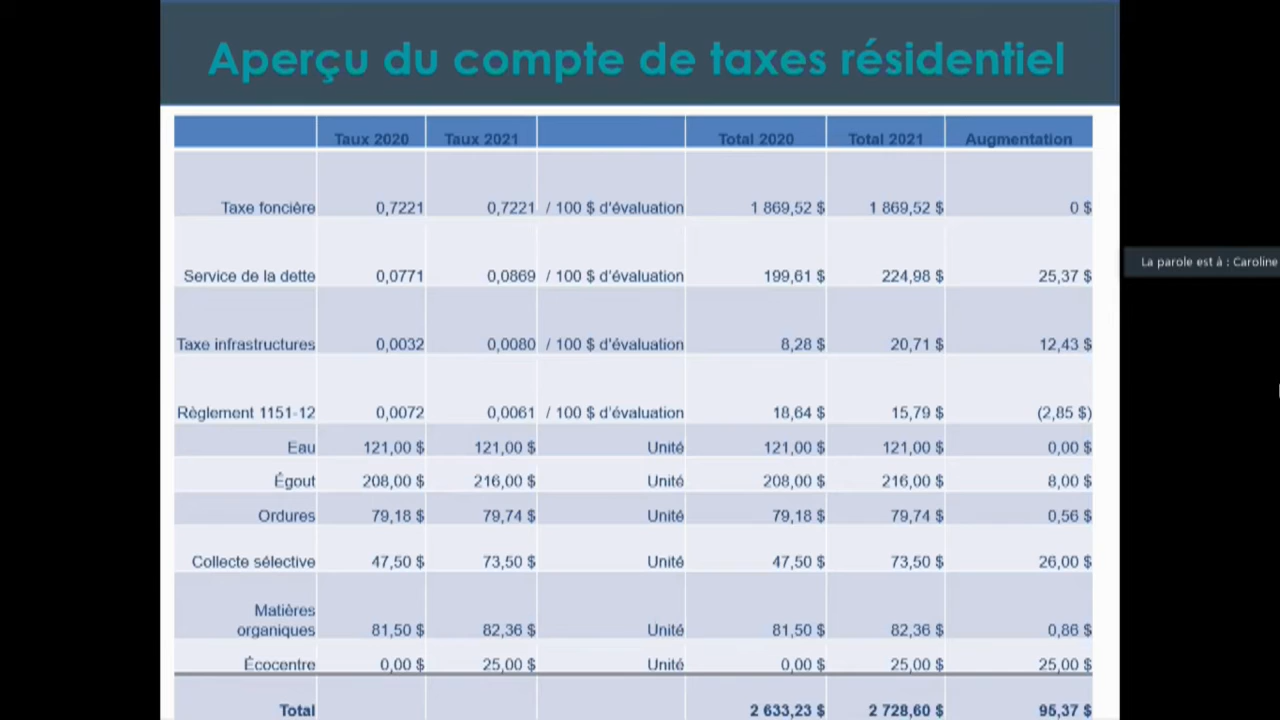 Aperçu du compte de taxes résidentiel
Taux 2020 Taux 2021 Total 2020 Total 2021 Augmentation
Taxe foncière 0,7221 0,7221 / 100 $ d'évaluation 1 869,52 $ 1 869,52 $ 0 $
Service de la dette 0,0771 0,0869 / 100 $ d'évaluation 199,61 $ 224,98 $ 25,37 $
Taxe infrastructures 0,0032 0,0080 / 100 $ d'évaluation 8,28 $ 20,71 $ 12,43 $
Règlement 1151-12 0,0072 0,0061 / 100 $ d'évaluation 18,64 $ 15,79 $ (2,85 $)
Eau 121,00 $ 121,00 $ Unité 121,00 $ 121,00 $ 0,00 $
Égout 208,00 $ 216,00 $ Unité 208,00 $ 216,00 $ 8,00 $
Ordures 79,18 $ 79,74 $ Unité 79,18 $ 79,74 $ 0,56 $
Collecte sélective 47,50 $ 73,50 $ Unité 47,50 $ 73,50 $ 26,00 $
Matières
organiques 81,50 $ 82,36 $ Unité 81,50 $ 82,36 $ 0,86 $
Écocentre 0,00 $ 25,00 $ Unité 0,00 $ 25,00 $ 25,00 $
Total 2 633,23 $ 2 728,60 $ 95,37 $
La parole est à : Caroline